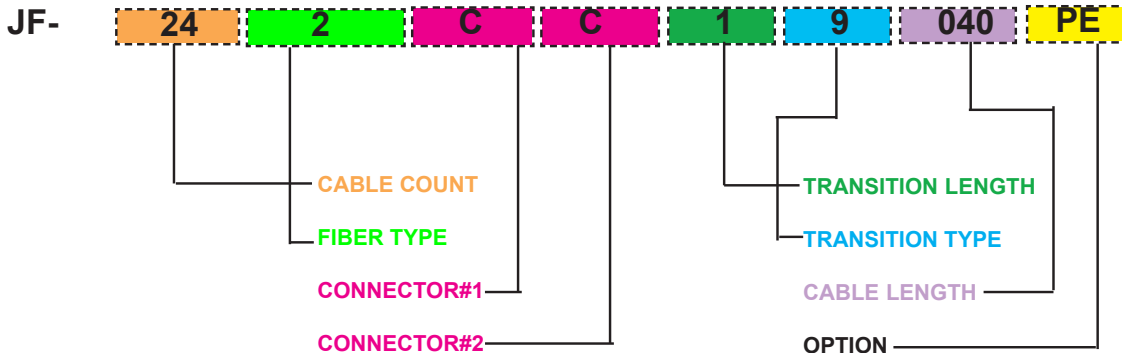 JF- 24 2 C C 1 9 040 PE
CABLE COUNT
FIBER TYPE
CONNECTOR#1
CONNECTOR#2
TRANSITION LENGTH
TRANSITION TYPE
CABLE LENGTH
OPTION